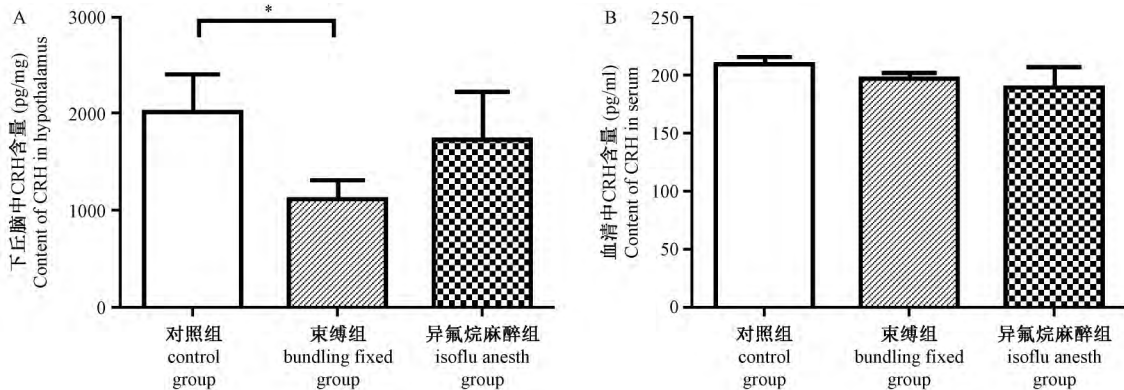 A
下丘脑中CRH含量 (pg/mg)
Content of CRH in hypothalamus
3000
2000
1000
0
*
对照组
control
group
束缚组
bundling fixed
group
异氟烷麻醉组
isoflu anesth
group
B
血清中CRH含量 (pg/ml)
Content of CRH in serum
250
200
150
100
50
0
对照组
control
group
束缚组
bundling fixed
group
异氟烷麻醉组
isoflu anesth
group